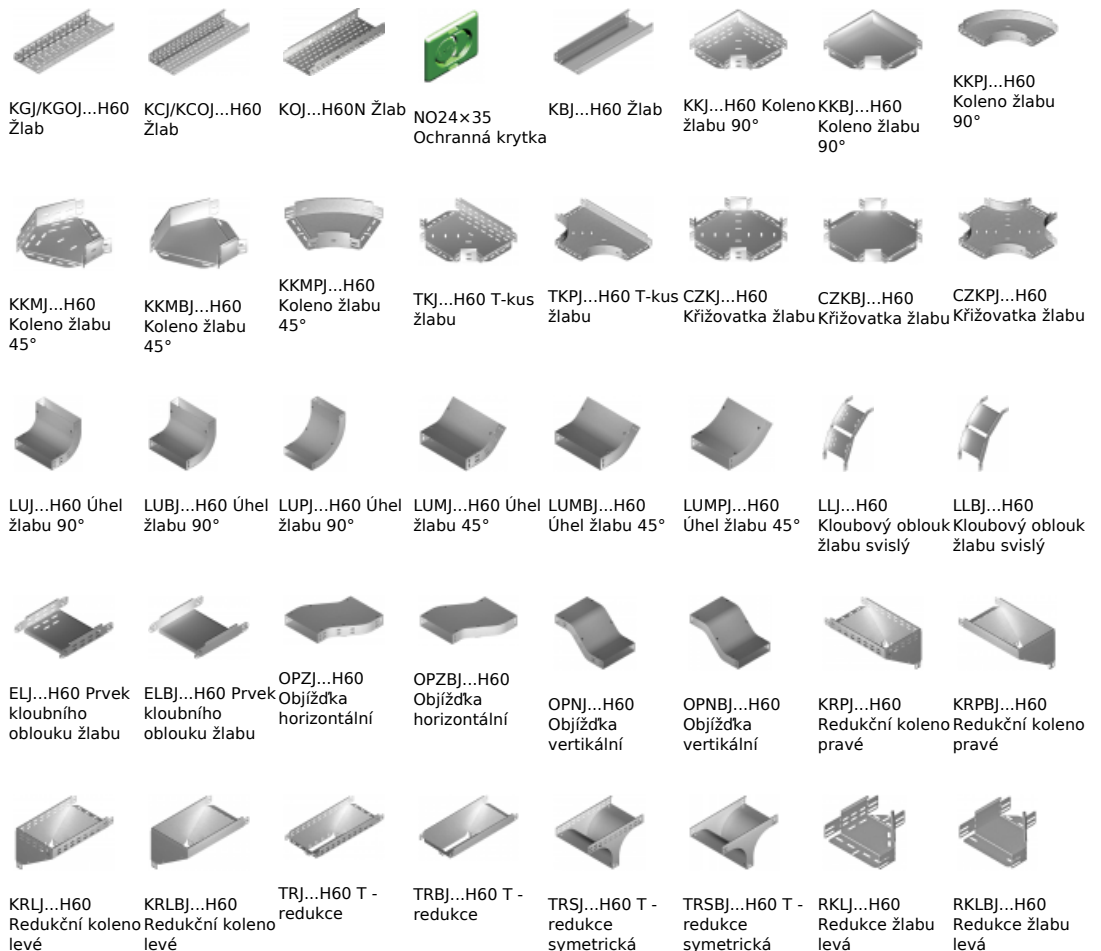 KGJ/KGOJ...H60
Žlab
KCJ/KCOJ...H60
Žlab
KOJ...H60N Žlab
NO24×35
Ochranná krytka
KBJ...H60 Žlab
KKJ...H60 Koleno
žlabu 90°
KKBJ...H60
Koleno žlabu
90°
KKPJ...H60
Koleno žlabu
90°
KKMJ...H60
Koleno žlabu
45°
KKMBJ...H60
Koleno žlabu
45°
KKMPJ...H60
Koleno žlabu
45°
TKJ...H60 T-kus
žlabu
TKPJ...H60 T-kus
žlabu
CZKJ...H60
Křižovatka žlabu
CZKBJ...H60
Křižovatka žlabu
CZKPJ...H60
Křižovatka žlabu
LUJ...H60 Úhel
žlabu 90°
LUBJ...H60 Úhel
žlabu 90°
LUPJ...H60 Úhel
žlabu 90°
LUMJ...H60 Úhel
žlabu 45°
LUMBJ...H60
Úhel žlabu 45°
LUMPJ...H60
Úhel žlabu 45°
LLJ...H60
Kloubový oblouk
žlabu svislý
LLBJ...H60
Kloubový oblouk
žlabu svislý
ELJ...H60 Prvek
kloubního
oblouku žlabu
ELBJ...H60 Prvek
kloubního
oblouku žlabu
OPZJ...H60
Objížďka
horizontální
OPZBJ...H60
Objížďka
horizontální
OPNJ...H60
Objížďka
vertikální
OPNBJ...H60
Objížďka
vertikální
KRPJ...H60
Redukční koleno
pravé
KRPBJ...H60
Redukční koleno
pravé
KRLJ...H60
Redukční koleno
levé
KRLBJ...H60
Redukční koleno
levé
TRJ...H60 T -
redukce
TRBJ...H60 T -
redukce
TRSJ...H60 T -
redukce
symetrická
TRSBJ...H60 T -
redukce
symetrická
RKLJ...H60
Redukce žlabu
levá
RKLBJ...H60
Redukce žlabu
levá